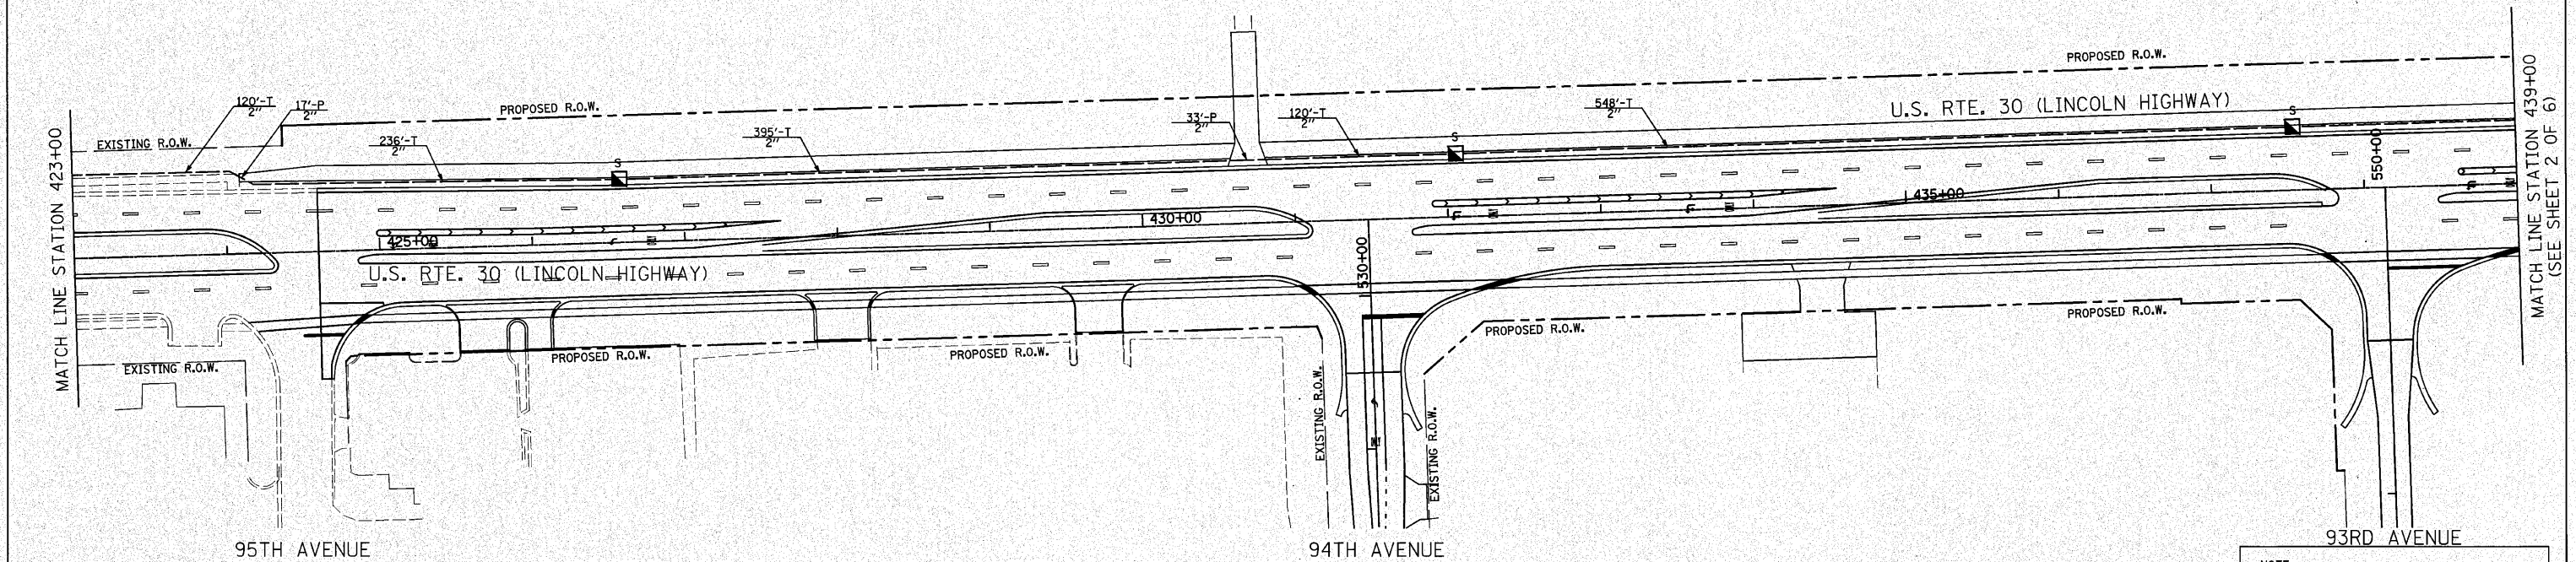 PROPOSED R.O.W.
U.S. RTE. 30 (LINCOLN HIGHWAY)
120'-T
2"
17'-P
2"
PROPOSED R.O.W.
548'-T
2"
S
33'-P
2"
120'-T
2"
236'-T
2"
395'-T
2"
S
S
EXISTING R.O.W.
MATCH LINE STATION 423+00
MATCH LINE STATION 439+00
(SEE SHEET 2 OF 6)
550+00
435+00
430+00
425+00
530+00
U.S. RTE. 30 (LINCOLN HIGHWAY)
PROPOSED R.O.W.
PROPOSED R.O.W.
PROPOSED R.O.W.
PROPOSED R.O.W.
EXISTING R.O.W.
EXISTING R.O.W.
EXISTING R.O.W.
95TH AVENUE
94TH AVENUE
93RD AVENUE